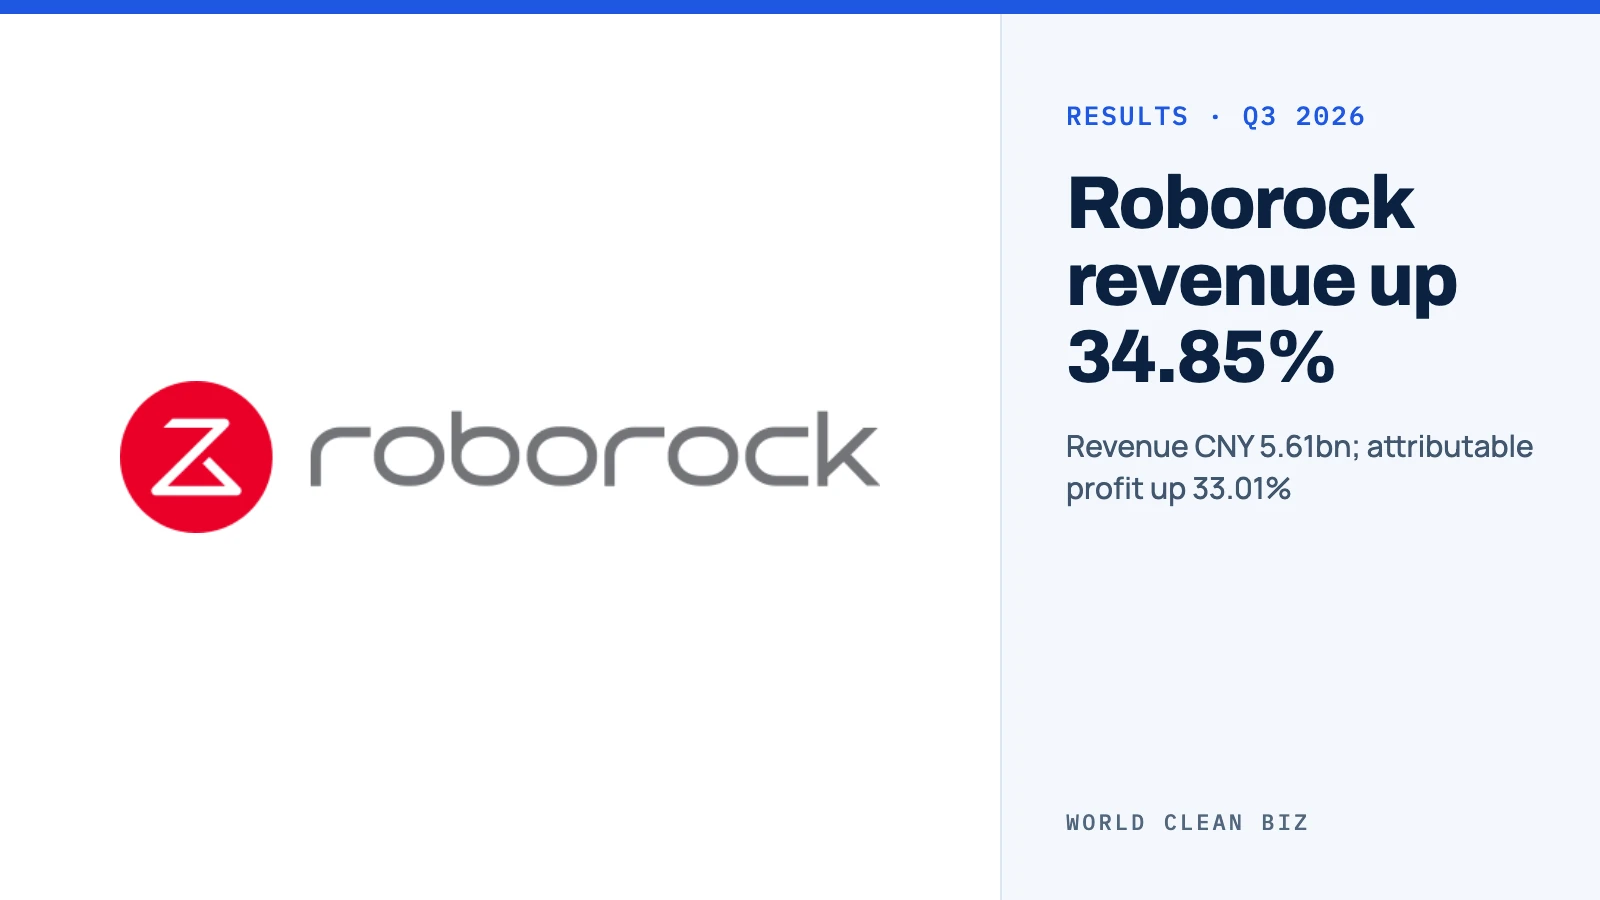 roborock
RESULTS · Q3 2026
Roborock
revenue up
34.85%
Revenue CNY 5.61bn; attributable
profit up 33.01%
WORLD CLEAN BIZ